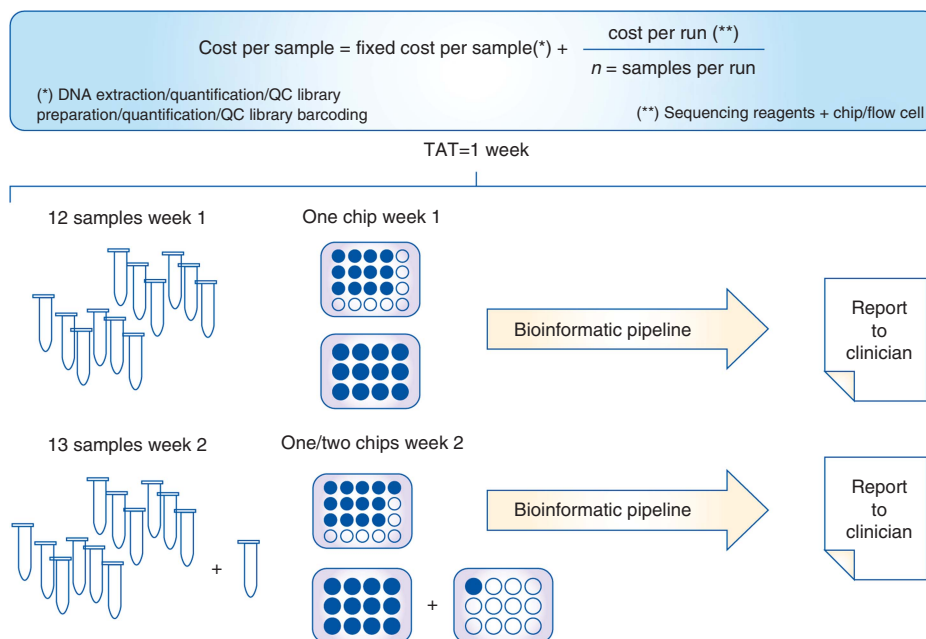 Cost per sample = fixed cost per sample(*) + cost per run (**)
n = samples per run
(*) DNA extraction/quantification/QC library
preparation/quantification/QC library barcoding
(**) Sequencing reagents + chip/flow cell
TAT=1 week
12 samples week 1
One chip week 1
Bioinformatic pipeline
Report
to
clinician
13 samples week 2
One/two chips week 2
Bioinformatic pipeline
Report
to
clinician
+
+